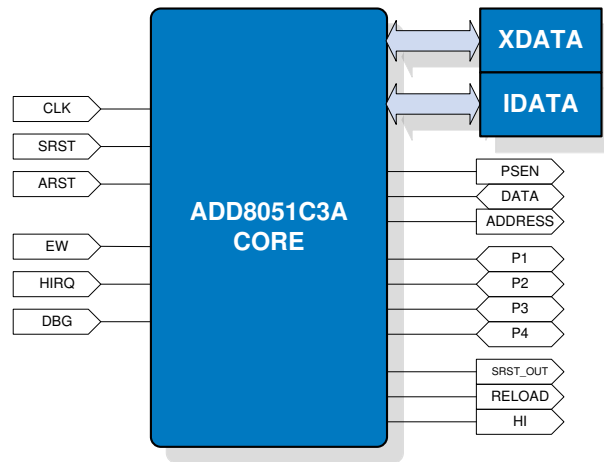 XDATA
IDATA
CLK
SRST
ARST
EW
HIRQ
DBG
ADD8051C3A
CORE
PSEN
DATA
ADDRESS
P1
P2
P3
P4
SRST_OUT
RELOAD
HI